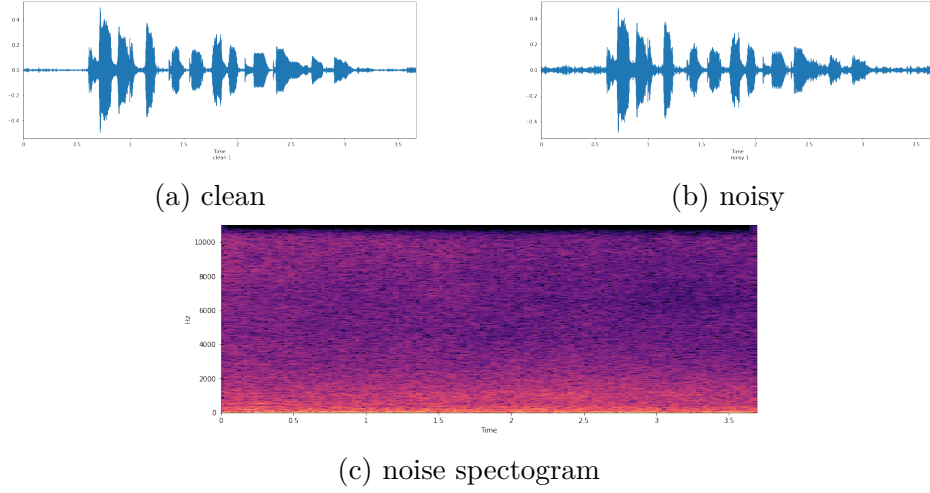 0.4
0.2
0.0
−0.2
−0.4
0 0.5 1 1.5 2 2.5 3 3.5
Time
clean 1
(a) clean
0.4
0.2
0.0
−0.2
−0.4
0 0.5 1 1.5 2 2.5 3 3.5
Time
noisy 1
(b) noisy
10000
8000
6000
4000
2000
0
Hz
0 0.5 1 1.5 2 2.5 3 3.5
Time
(c) noise spectogram